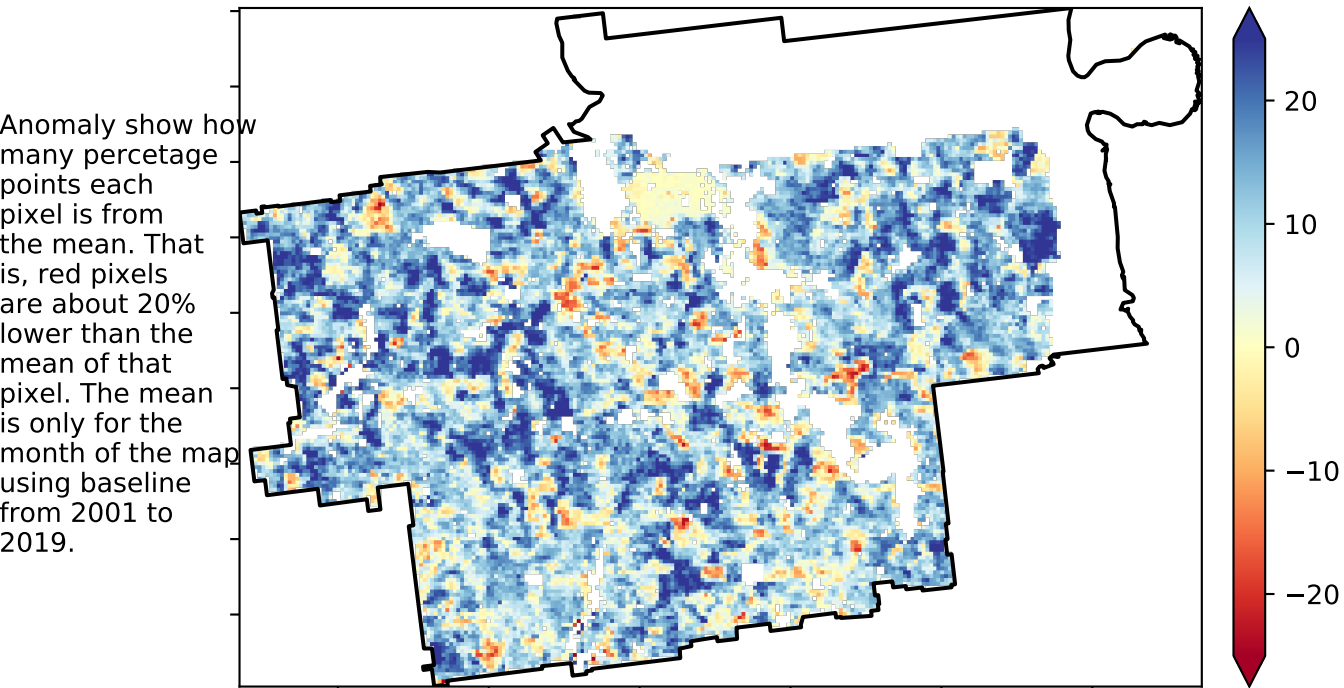 Anomaly show how
many percetage
points each
pixel is from
the mean. That
is, red pixels
are about 20%
lower than the
mean of that
pixel. The mean
is only for the
month of the map
using baseline
from 2001 to
2019.
20
10
0
−10
−20